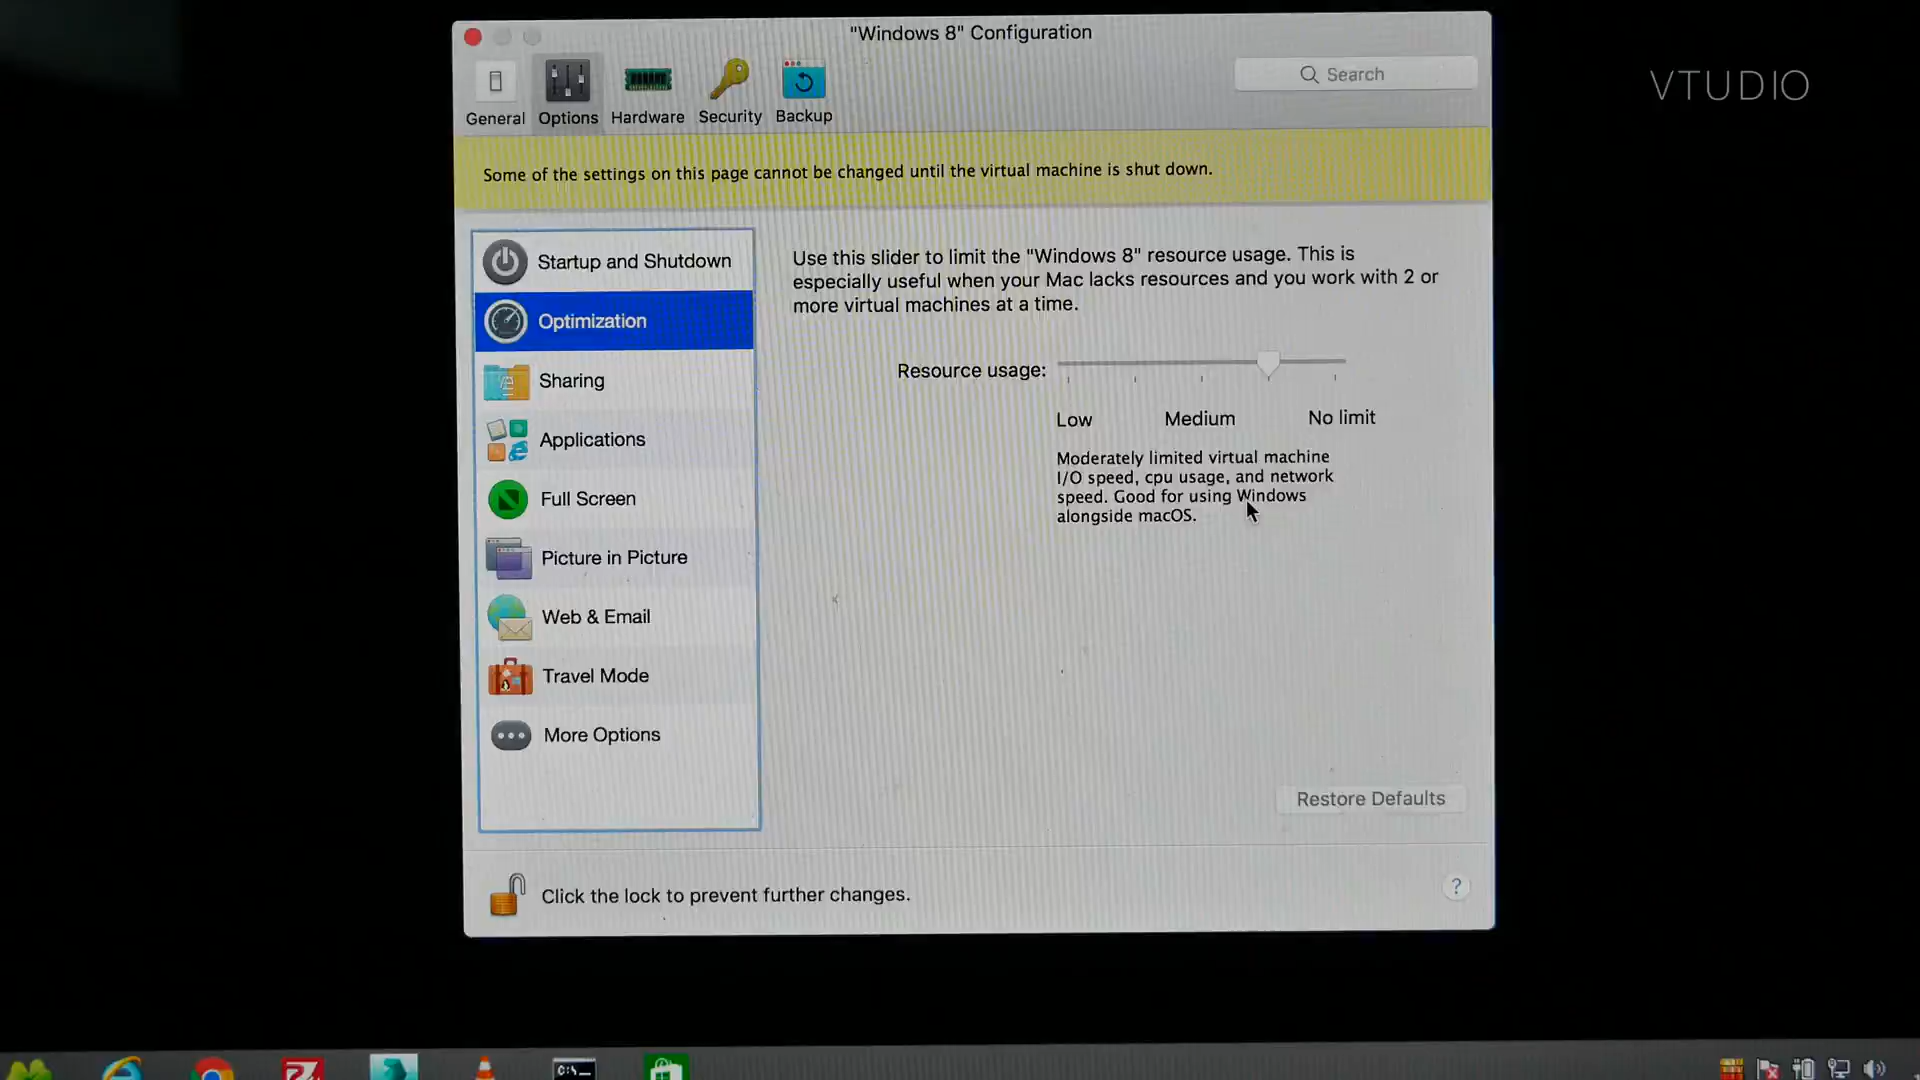 "Windows 8" Configuration
VTUDIO
Search
General
Options
Hardware
Security
Backup
Some of the settings on this page cannot be changed until the virtual machine is shut down.
Startup and Shutdown
Optimization
Sharing
Applications
Full Screen
Picture in Picture
Web & Email
Travel Mode
More Options
Use this slider to limit the "Windows 8" resource usage. This is
especially useful when your Mac lacks resources and you work with 2 or
more virtual machines at a time.
Resource usage:
Low
Medium
No limit
Moderately limited virtual machine
I/O speed, cpu usage, and network
speed. Good for using Windows
alongside macOS.
Restore Defaults
Click the lock to prevent further changes.
?
C:\_